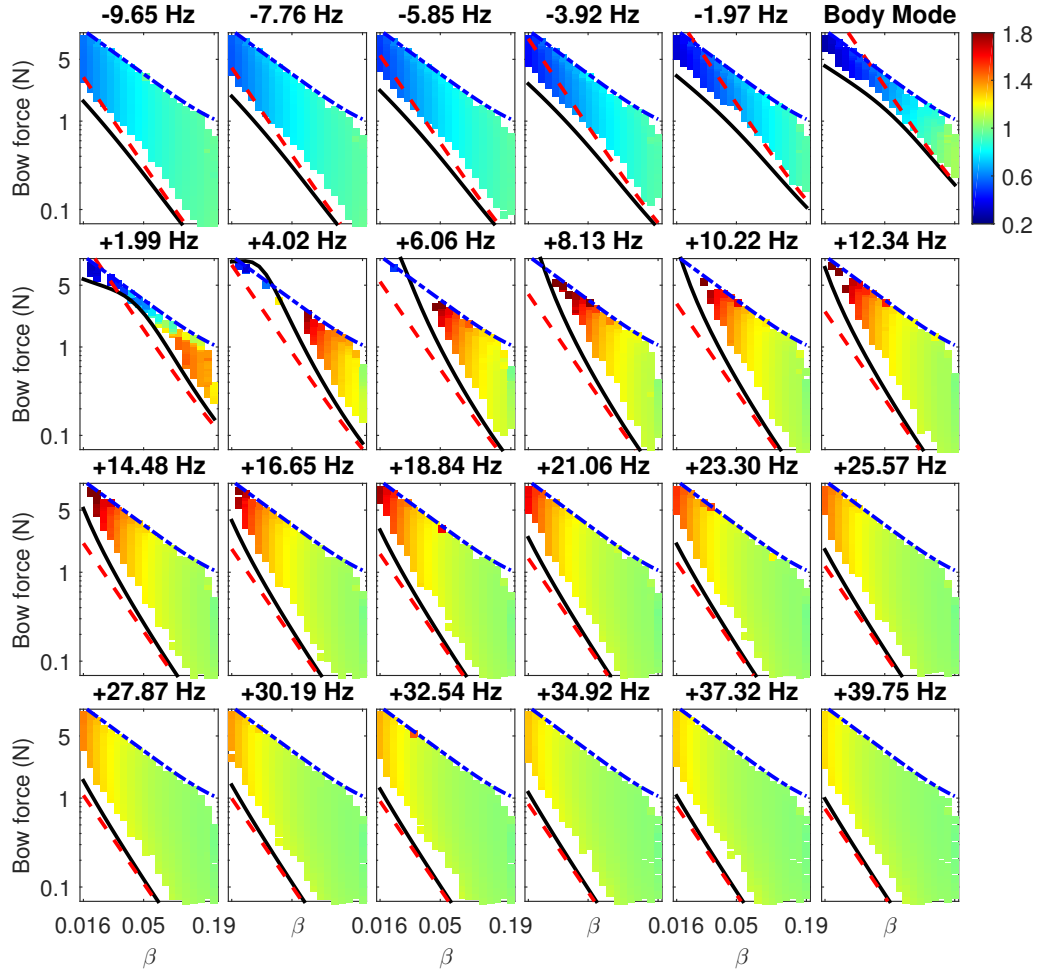 -9.65 Hz -7.76 Hz -5.85 Hz -3.92 Hz -1.97 Hz Body Mode
5
1
0.1
Bow force (N)
1.8
1.4
1
0.6
0.2
+1.99 Hz +4.02 Hz +6.06 Hz +8.13 Hz +10.22 Hz +12.34 Hz
5
1
0.1
Bow force (N)
+14.48 Hz +16.65 Hz +18.84 Hz +21.06 Hz +23.30 Hz +25.57 Hz
5
1
0.1
Bow force (N)
+27.87 Hz +30.19 Hz +32.54 Hz +34.92 Hz +37.32 Hz +39.75 Hz
5
1
0.1
Bow force (N)
0.016 0.05 0.19 β 0.016 0.05 0.19 β 0.016 0.05 0.19 β
β β β